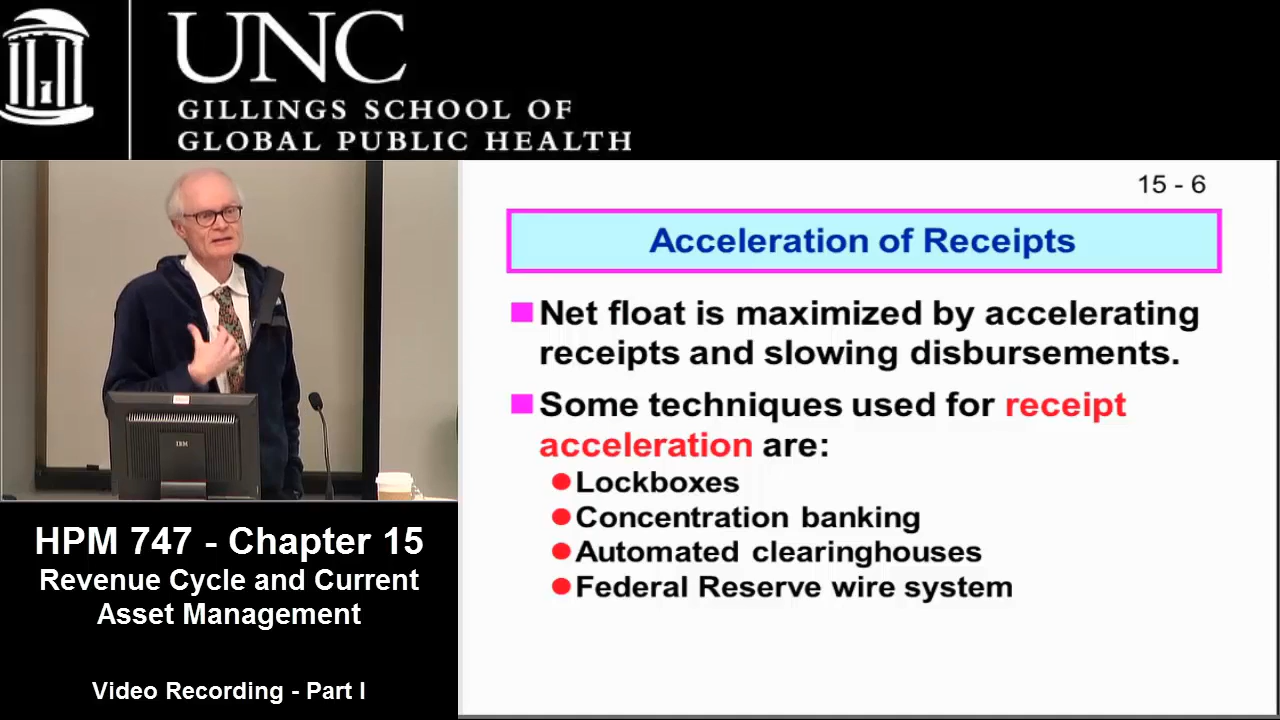 UNC
GILLINGS SCHOOL OF
GLOBAL PUBLIC HEALTH
15 - 6
Acceleration of Receipts
Net float is maximized by accelerating
receipts and slowing disbursements.
Some techniques used for receipt
acceleration are:
Lockboxes
Concentration banking
Automated clearinghouses
Federal Reserve wire system
IBM
HPM 747 - Chapter 15
Revenue Cycle and Current
Asset Management
Video Recording - Part I